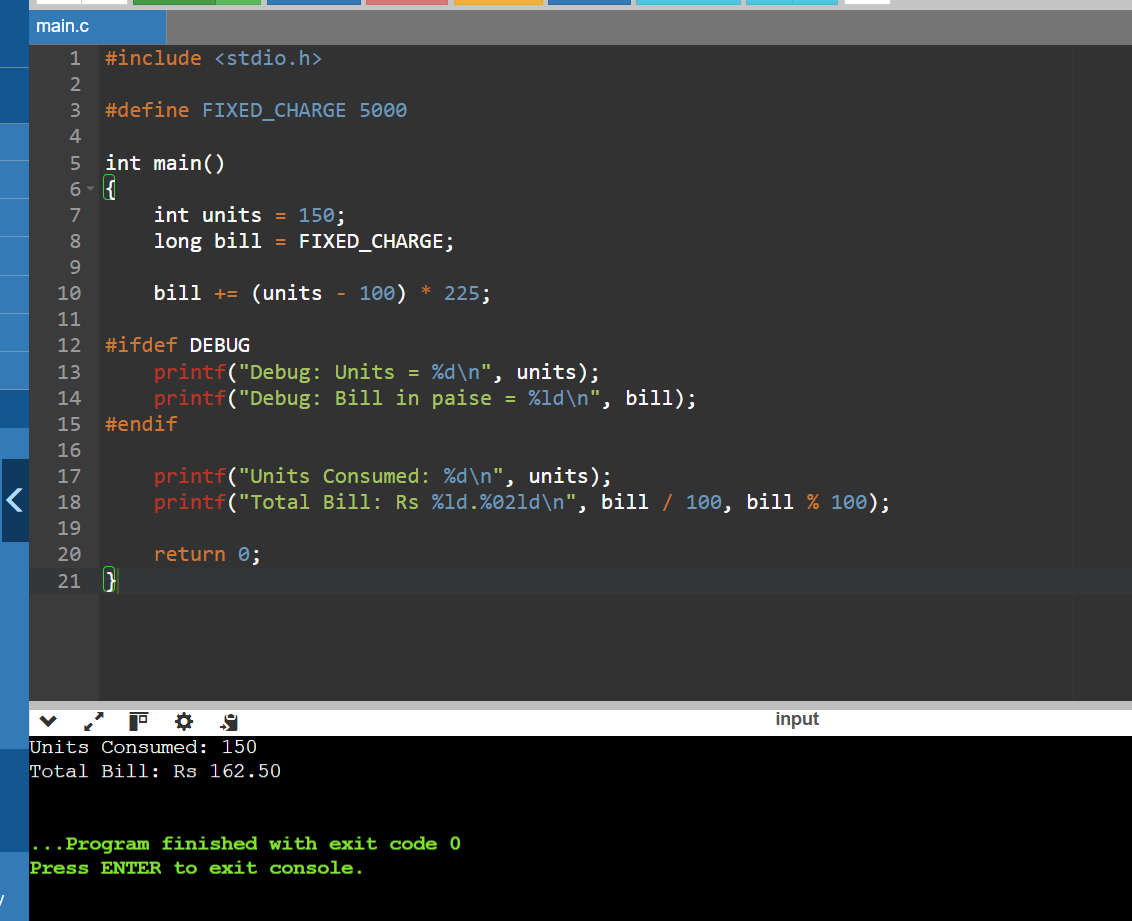 main.c
1 #include <stdio.h>
2
3 #define FIXED_CHARGE 5000
4
5 int main()
6 {
7     int units = 150;
8     long bill = FIXED_CHARGE;
9
10     bill += (units - 100) * 225;
11
12 #ifdef DEBUG
13     printf("Debug: Units = %d\n", units);
14     printf("Debug: Bill in paise = %ld\n", bill);
15 #endif
16
17     printf("Units Consumed: %d\n", units);
18     printf("Total Bill: Rs %ld.%02ld\n", bill / 100, bill % 100);
19
20     return 0;
21 }
input
Units Consumed: 150
Total Bill: Rs 162.50
...Program finished with exit code 0
Press ENTER to exit console.